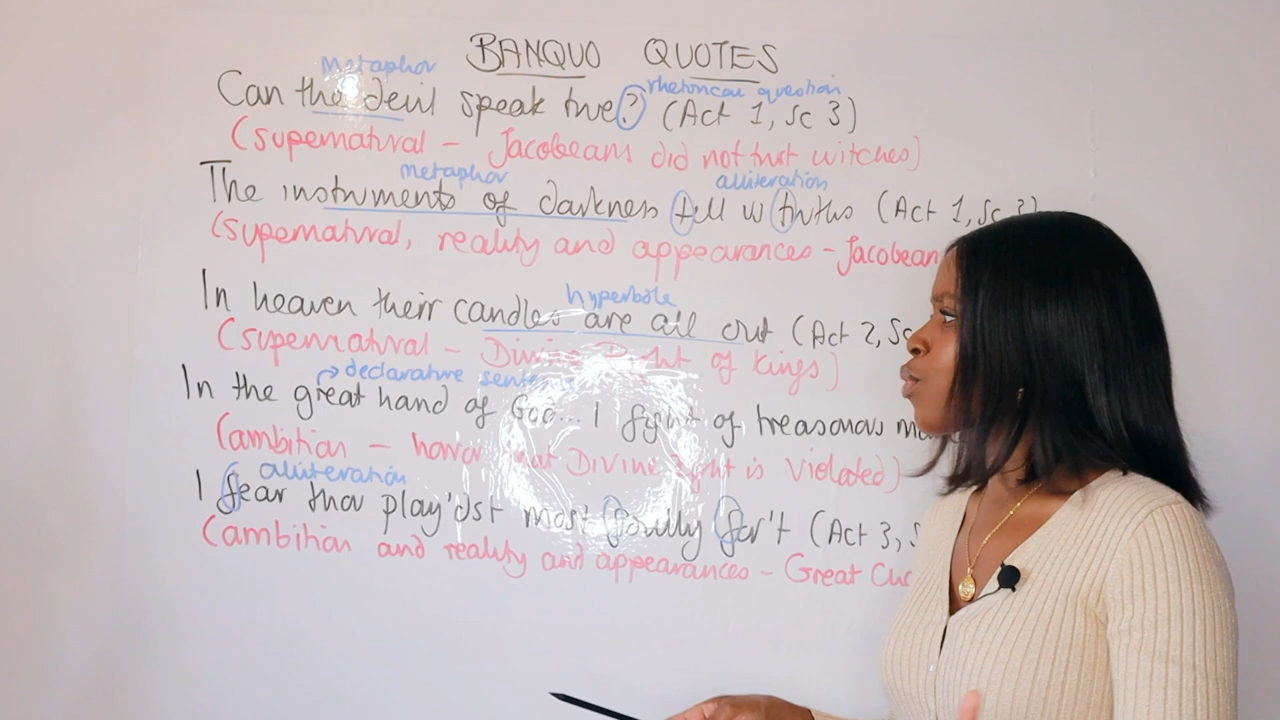 BANQUO QUOTES
metaphor
rhetorical question
Can the devil speak true? (Act 1, Sc 3)
(supernatural - Jacobeans did not trust witches)
metaphor alliteration
The instruments of darkness tell us truths (Act 1, Sc 3)
(supernatural, reality and appearances - Jacobean
hyperbole
In heaven their candles are all out (Act 2, Sc
(supernatural - Divine Right of Kings)
declarative sentence
In the great hand of God... I fight of treasonous
(ambition - horror that Divine Right is violated)
alliteration
I fear thou play'dst most foully for't (Act 3, S
(ambition and reality and appearances - Great